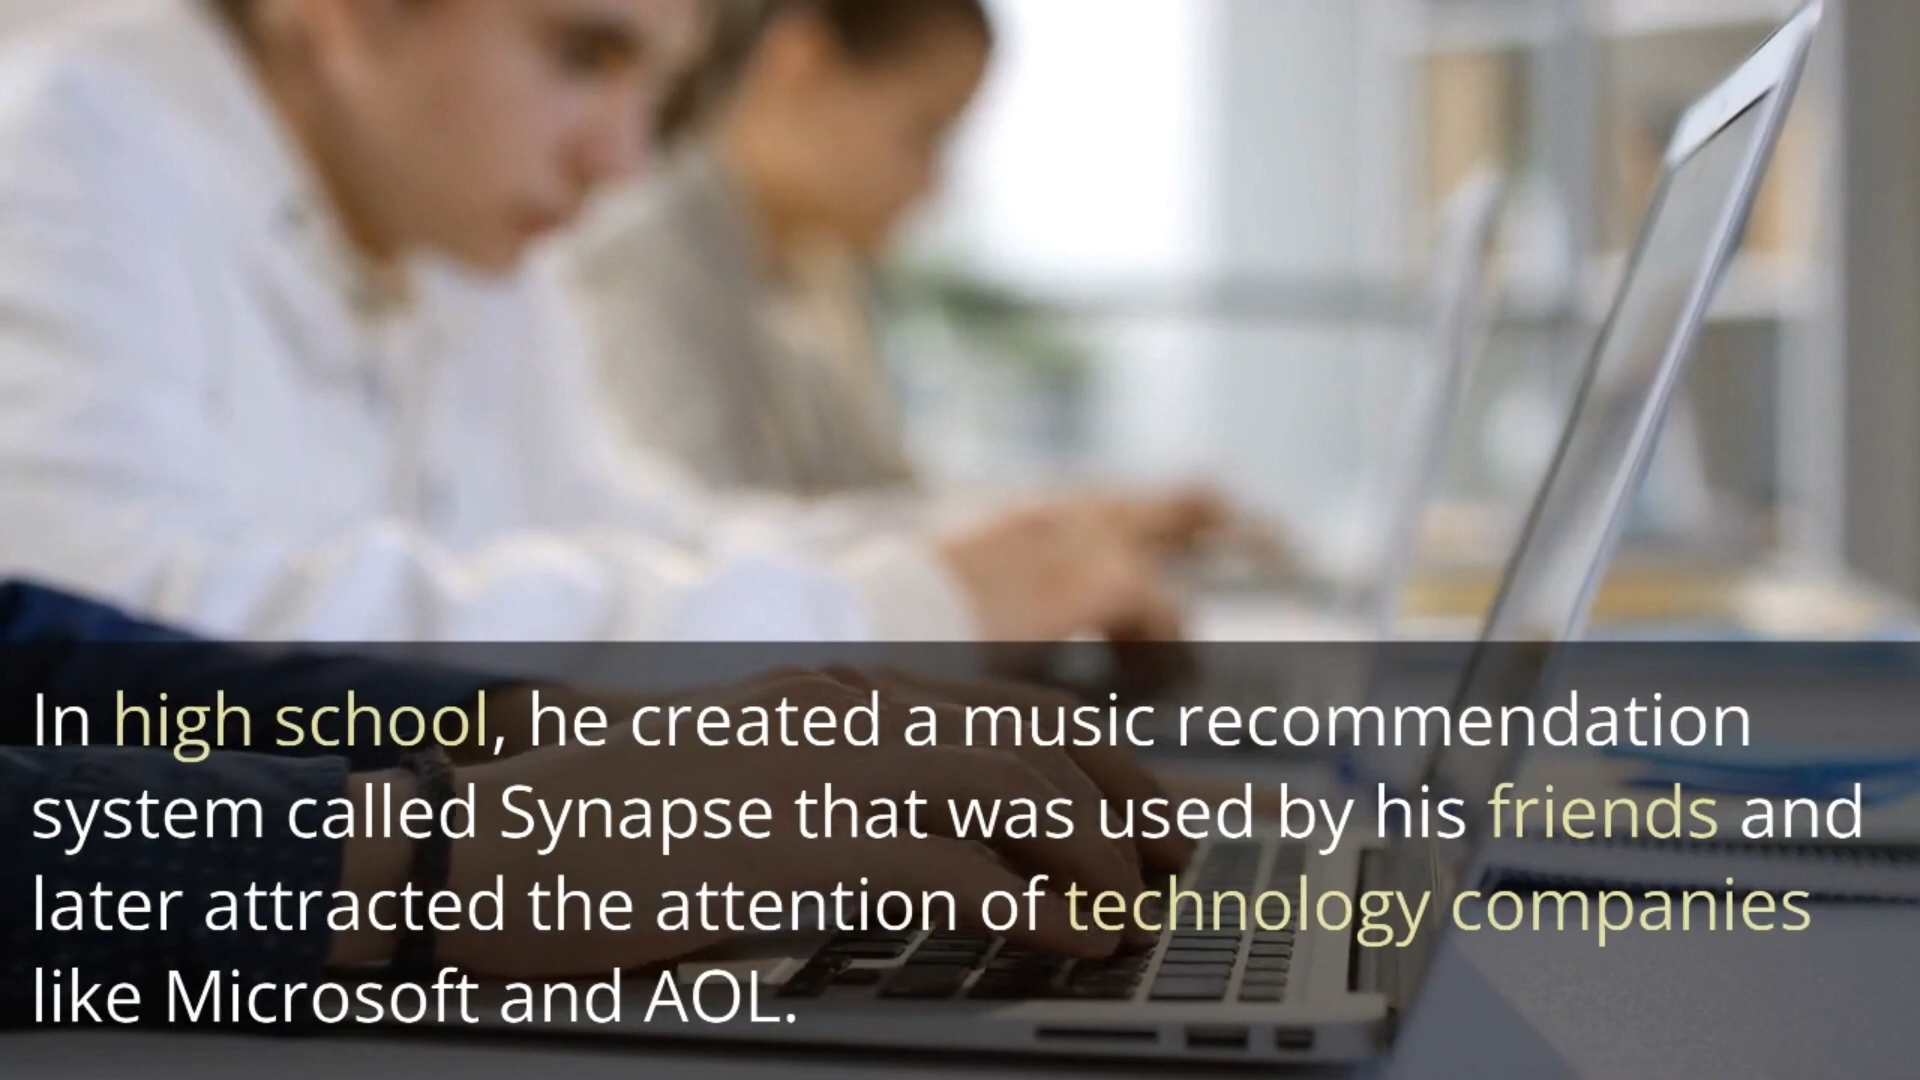 In high school, he created a music recommendation
system called Synapse that was used by his friends and
later attracted the attention of technology companies
like Microsoft and AOL.